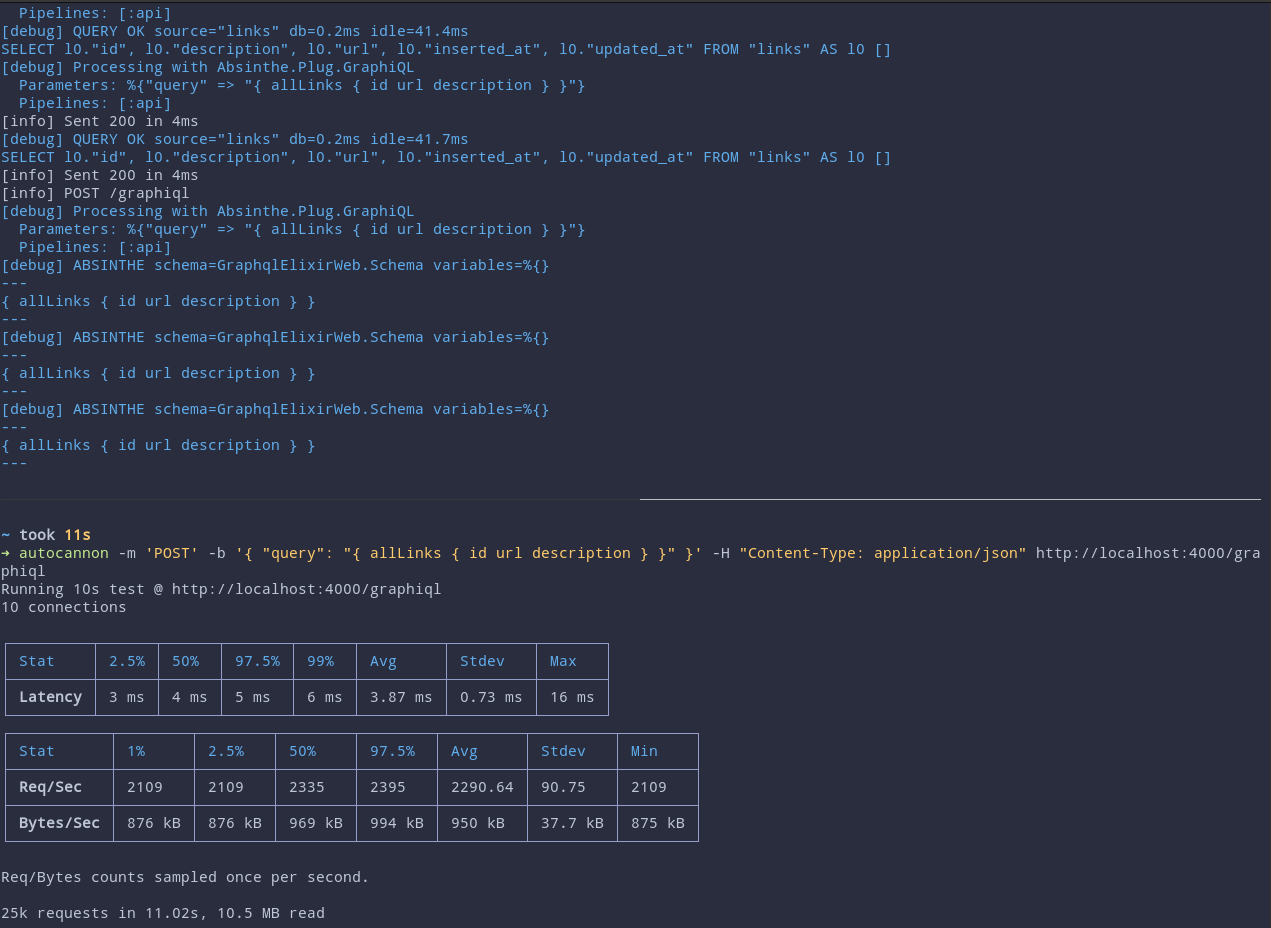 Pipelines: [:api]
[debug] QUERY OK source="links" db=0.2ms idle=41.4ms
SELECT l0."id", l0."description", l0."url", l0."inserted_at", l0."updated_at" FROM "links" AS l0 []
[debug] Processing with Absinthe.Plug.GraphiQL
  Parameters: %{"query" => "{ allLinks { id url description } }"}
  Pipelines: [:api]
[info] Sent 200 in 4ms
[debug] QUERY OK source="links" db=0.2ms idle=41.7ms
SELECT l0."id", l0."description", l0."url", l0."inserted_at", l0."updated_at" FROM "links" AS l0 []
[info] Sent 200 in 4ms
[info] POST /graphiql
[debug] Processing with Absinthe.Plug.GraphiQL
  Parameters: %{"query" => "{ allLinks { id url description } }"}
  Pipelines: [:api]
[debug] ABSINTHE schema=GraphqlElixirWeb.Schema variables=%{}
---
{ allLinks { id url description } }
---
[debug] ABSINTHE schema=GraphqlElixirWeb.Schema variables=%{}
---
{ allLinks { id url description } }
---
[debug] ABSINTHE schema=GraphqlElixirWeb.Schema variables=%{}
---
{ allLinks { id url description } }
---
~ took 11s
➜ autocannon -m 'POST' -b '{ "query": "{ allLinks { id url description } }" }' -H "Content-Type: application/json" http://localhost:4000/gra
phiql
Running 10s test @ http://localhost:4000/graphiql
10 connections
Stat 2.5% 50% 97.5% 99% Avg Stdev Max
Latency 3 ms 4 ms 5 ms 6 ms 3.87 ms 0.73 ms 16 ms
Stat 1% 2.5% 50% 97.5% Avg Stdev Min
Req/Sec 2109 2109 2335 2395 2290.64 90.75 2109
Bytes/Sec 876 kB 876 kB 969 kB 994 kB 950 kB 37.7 kB 875 kB
Req/Bytes counts sampled once per second.
25k requests in 11.02s, 10.5 MB read